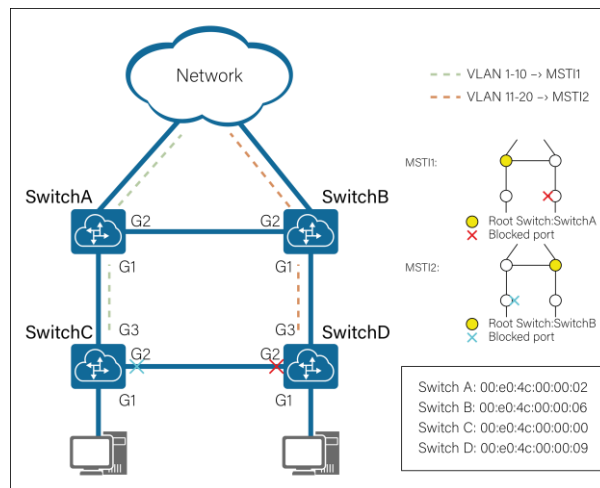 Network
VLAN 1-10 –> MSTI1
VLAN 11-20 –> MSTI2
SwitchA
SwitchB
G2
G2
G1
G1
SwitchC
SwitchD
G3
G3
G2
G2
G1
G1
MSTI1:
Root Switch:SwitchA
Blocked port
MSTI2:
Root Switch:SwitchB
Blocked port
Switch A: 00:e0:4c:00:00:02
Switch B: 00:e0:4c:00:00:06
Switch C: 00:e0:4c:00:00:00
Switch D: 00:e0:4c:00:00:09